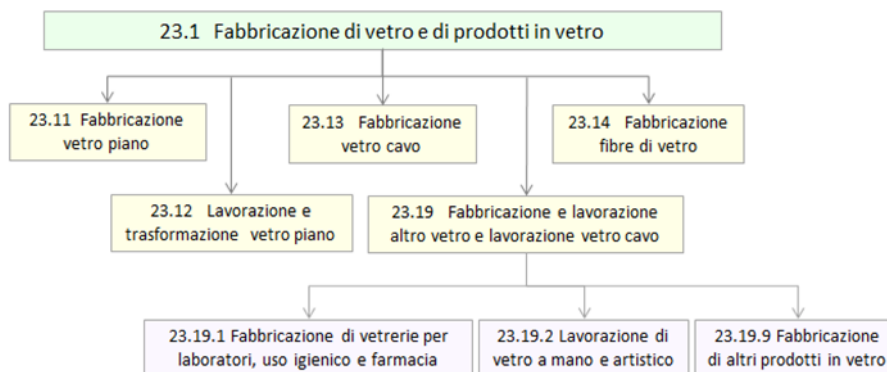 23.1 Fabbricazione di vetro e di prodotti in vetro
23.11 Fabbricazione
vetro piano
23.13 Fabbricazione
vetro cavo
23.14 Fabbricazione
fibre di vetro
23.12 Lavorazione e
trasformazione vetro piano
23.19 Fabbricazione e lavorazione
altro vetro e lavorazione vetro cavo
23.19.1 Fabbricazione di vetrerie per
laboratori, uso igienico e farmacia
23.19.2 Lavorazione di
vetro a mano e artistico
23.19.9 Fabbricazione
di altri prodotti in vetro